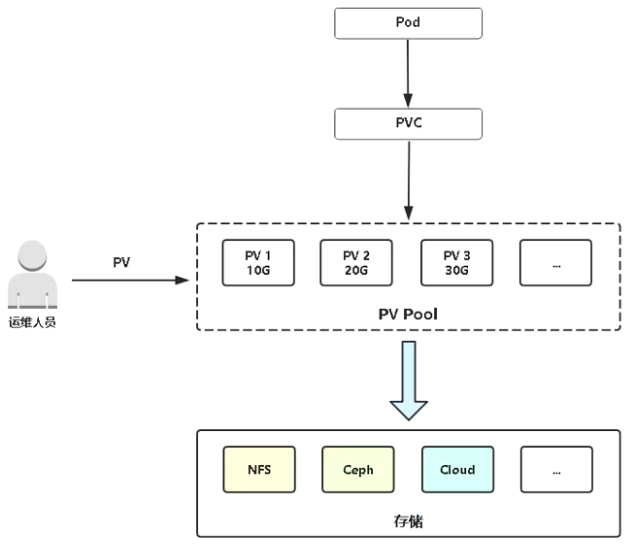 Pod
PVC
PV
运维人员
PV 1
10G
PV 2
20G
PV 3
30G
...
PV Pool
NFS
Ceph
Cloud
...
存储